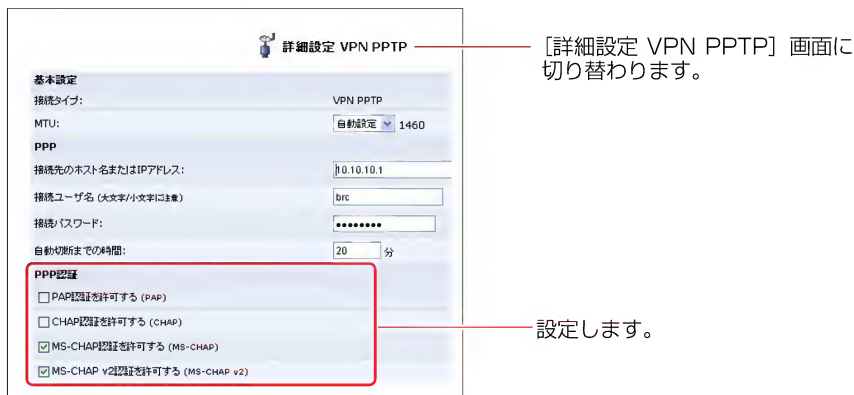 詳細設定 VPN PPTP
[詳細設定 VPN PPTP] 画面に
切り替わります。
基本設定
接続タイプ: VPN PPTP
MTU: 自動設定 1460
PPP
接続先のホスト名またはIPアドレス: 10.10.10.1
接続ユーザ名 (大文字/小文字に注意) brc
接続パスワード: ••••••••
自動切断までの時間: 20 分
PPP認証
PAP認証を許可する (PAP)
CHAP認証を許可する (CHAP)
MS-CHAP認証を許可する (MS-CHAP)
MS-CHAP v2認証を許可する (MS-CHAP v2)
設定します。